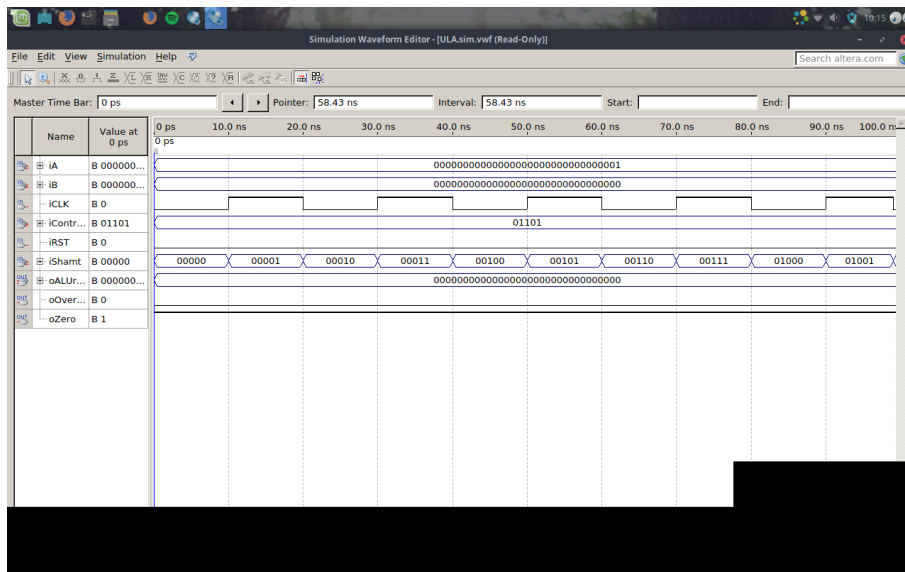 19:15
Simulation Waveform Editor - [ULA.sim.vwf (Read-Only)]
File Edit View Simulation Help
Search altera.com
Master Time Bar: 0 ps Pointer: 58.43 ns Interval: 58.43 ns Start: End:
Name Value at 0 ps 0 ps 10.0 ns 20.0 ns 30.0 ns 40.0 ns 50.0 ns 60.0 ns 70.0 ns 80.0 ns 90.0 ns 100.0 ns
0 ps
iA B 000000... 00000000000000000000000000000001
iB B 000000... 00000000000000000000000000000000
iCLK B 0
iContr... B 01101 01101
iRST B 0
iShamt B 00000 00000 00001 00010 00011 00100 00101 00110 00111 01000 01001
oALUr... B 000000... 00000000000000000000000000000000
oOver... B 0
oZero B 1